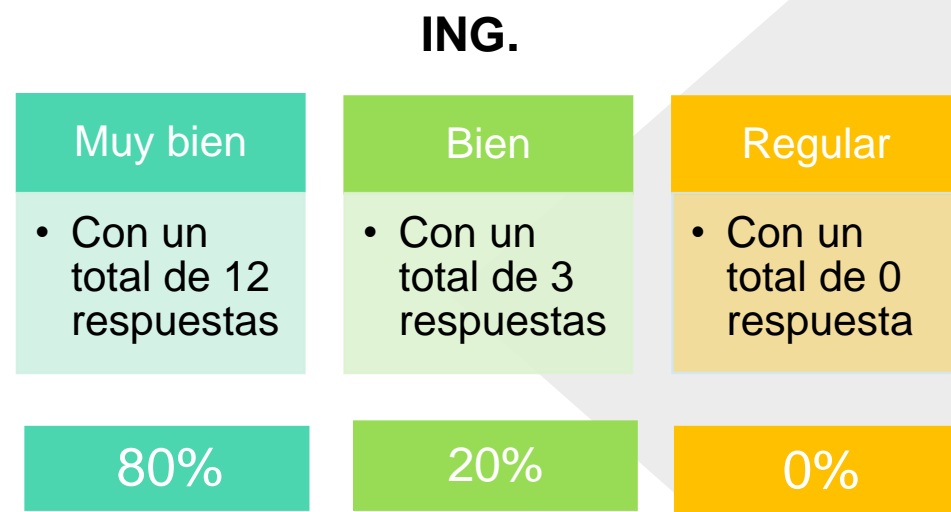 ING.
Muy bien
• Con un
total de 12
respuestas
80%
Bien
• Con un
total de 3
respuestas
20%
Regular
• Con un
total de 0
respuesta
0%